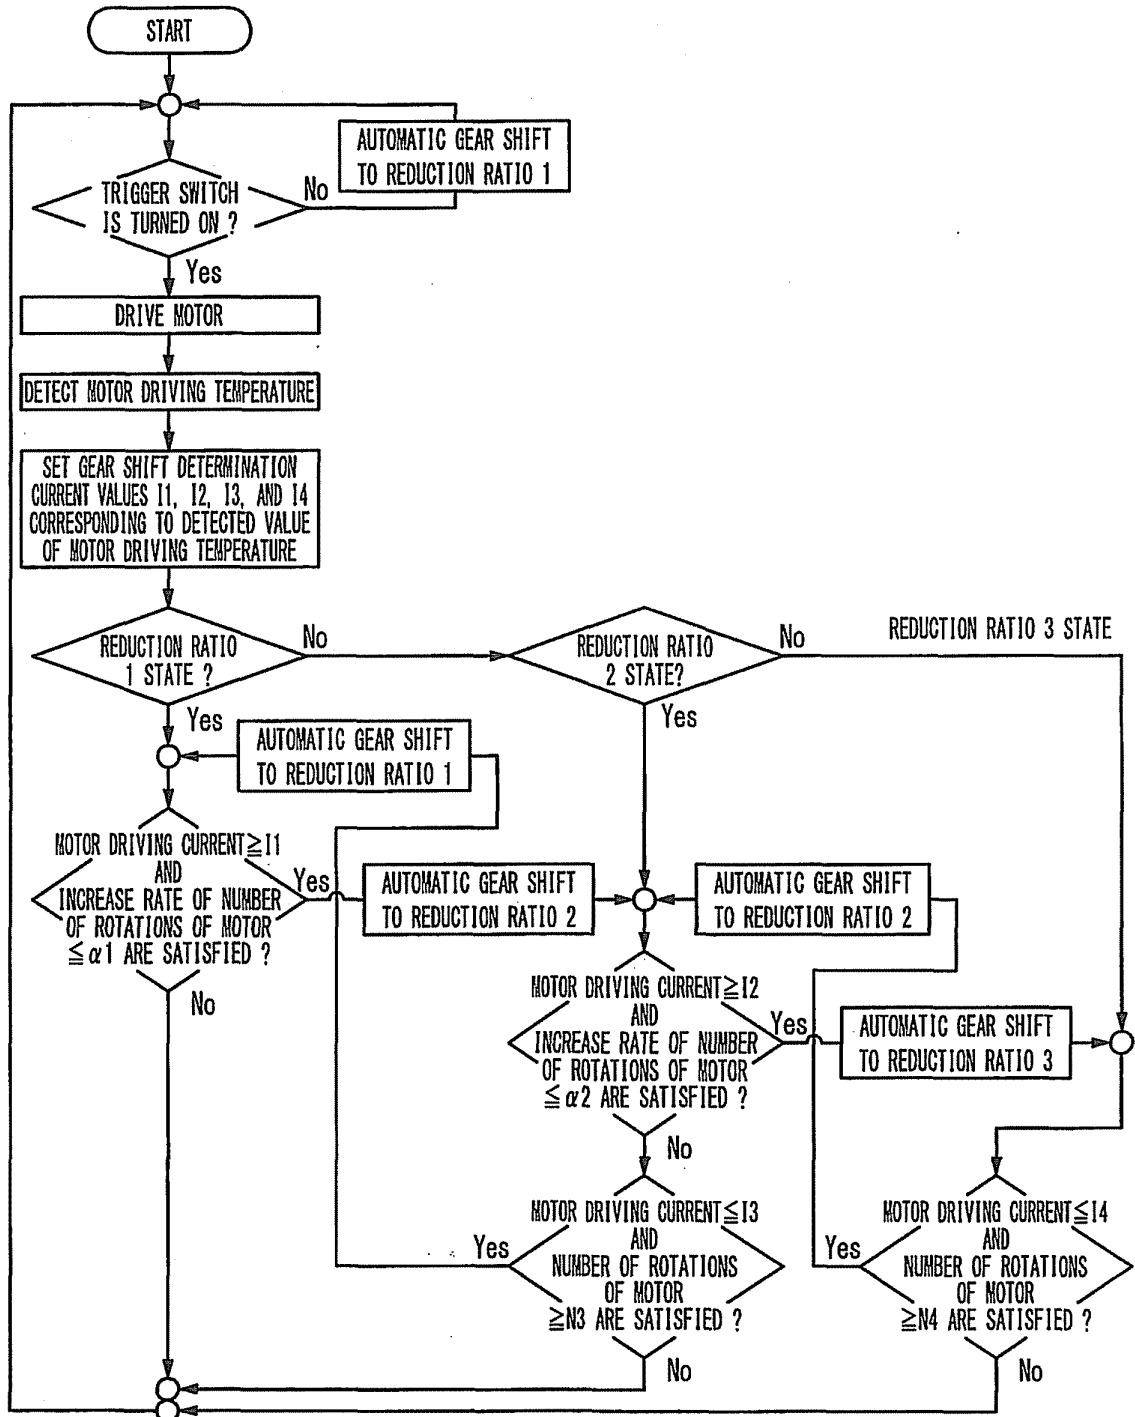 START
AUTOMATIC GEAR SHIFT
TO REDUCTION RATIO 1
TRIGGER SWITCH
IS TURNED ON ?
No
Yes
DRIVE MOTOR
DETECT MOTOR DRIVING TEMPERATURE
SET GEAR SHIFT DETERMINATION
CURRENT VALUES I1, I2, I3, AND I4
CORRESPONDING TO DETECTED VALUE
OF MOTOR DRIVING TEMPERATURE
REDUCTION RATIO
1 STATE ?
No
Yes
REDUCTION RATIO
2 STATE?
No
Yes
REDUCTION RATIO 3 STATE
AUTOMATIC GEAR SHIFT
TO REDUCTION RATIO 1
MOTOR DRIVING CURRENT≧I1
AND
INCREASE RATE OF NUMBER
OF ROTATIONS OF MOTOR
≦α1 ARE SATISFIED ?
Yes
No
AUTOMATIC GEAR SHIFT
TO REDUCTION RATIO 2
AUTOMATIC GEAR SHIFT
TO REDUCTION RATIO 2
MOTOR DRIVING CURRENT≧I2
AND
INCREASE RATE OF NUMBER
OF ROTATIONS OF MOTOR
≦α2 ARE SATISFIED ?
Yes
No
AUTOMATIC GEAR SHIFT
TO REDUCTION RATIO 3
MOTOR DRIVING CURRENT≦I3
AND
NUMBER OF ROTATIONS
OF MOTOR
≧N3 ARE SATISFIED ?
Yes
No
MOTOR DRIVING CURRENT≦I4
AND
NUMBER OF ROTATIONS
OF MOTOR
≧N4 ARE SATISFIED ?
Yes
No